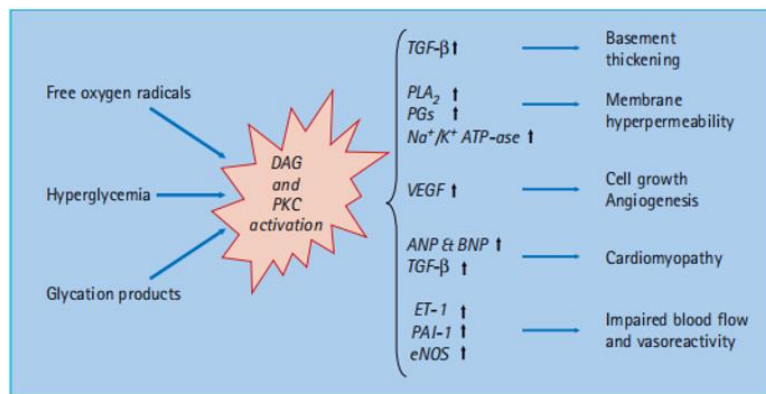 Free oxygen radicals
Hyperglycemia
Glycation products
DAG
and
PKC
activation
TGF-β ⬆
Basement
thickening
PLA₂ ⬆
PGs ⬆
Na⁺/K⁺ ATP-ase ⬆
Membrane
hyperpermeability
VEGF ⬆
Cell growth
Angiogenesis
ANP & BNP ⬆
TGF-β ⬆
Cardiomyopathy
ET-1 ⬆
PAI-1 ⬆
eNOS ⬆
Impaired blood flow
and vasoreactivity